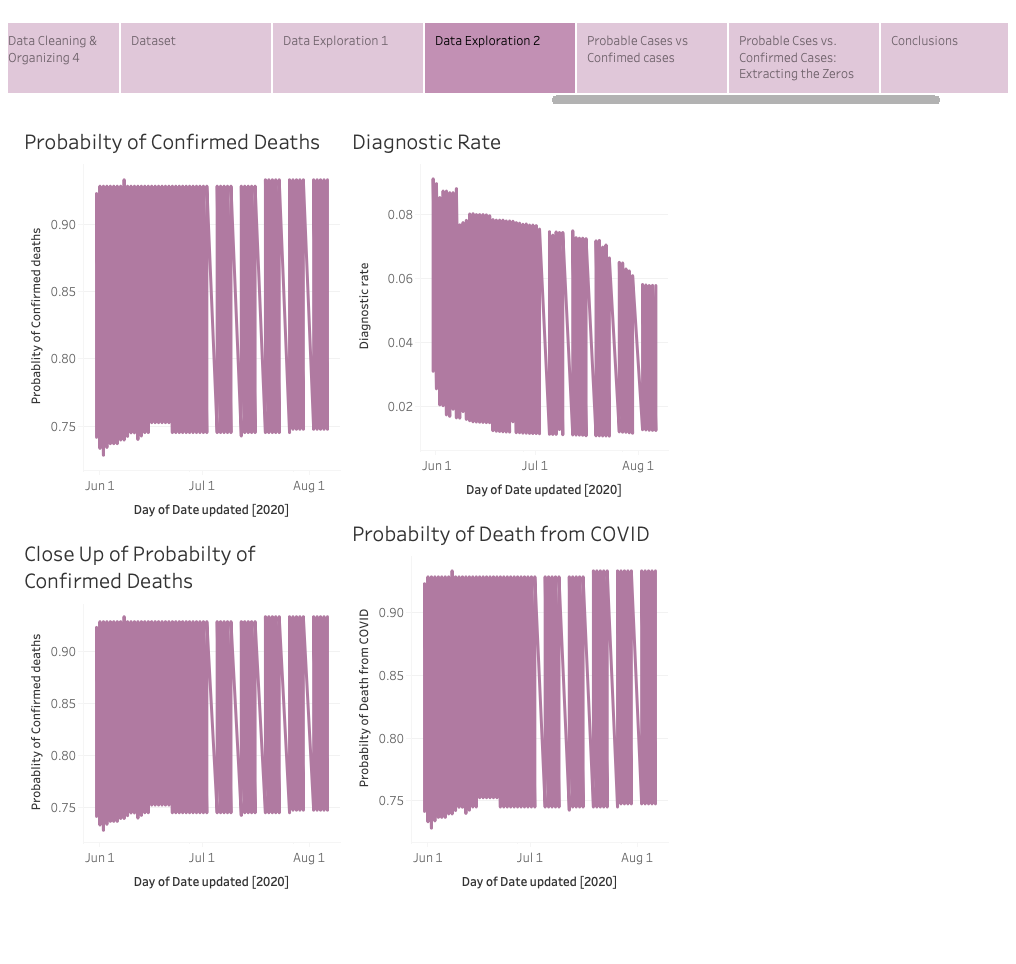 Data Cleaning &
Organizing 4
Dataset
Data Exploration 1
Data Exploration 2
Probable Cases vs
Confimed cases
Probable Cses vs.
Confirmed Cases:
Extracting the Zeros
Conclusions
Probabilty of Confirmed Deaths
Probablity of Confirmed deaths
0.90
0.85
0.80
0.75
Jun 1
Jul 1
Aug 1
Day of Date updated [2020]
Diagnostic Rate
Diagnostic rate
0.08
0.06
0.04
0.02
Jun 1
Jul 1
Aug 1
Day of Date updated [2020]
Close Up of Probabilty of
Confirmed Deaths
Probablity of Confirmed deaths
0.90
0.85
0.80
0.75
Jun 1
Jul 1
Aug 1
Day of Date updated [2020]
Probabilty of Death from COVID
Probabilty of Death from COVID
0.90
0.85
0.80
0.75
Jun 1
Jul 1
Aug 1
Day of Date updated [2020]